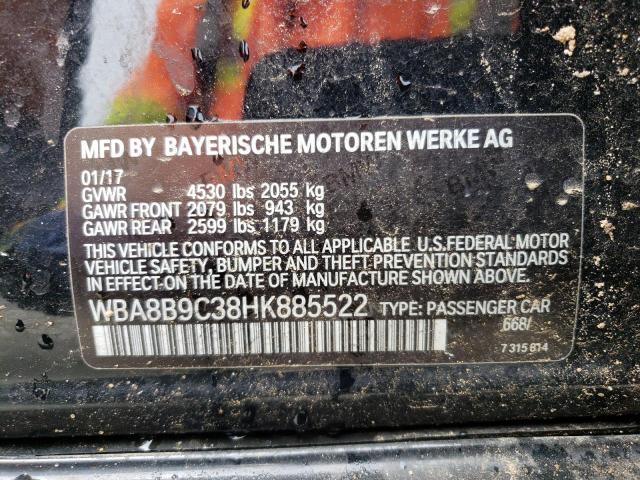 MFD BY BAYERISCHE MOTOREN WERKE AG
01/17
GVWR 4530 lbs 2055 kg
GAWR FRONT 2079 lbs 943 kg
GAWR REAR 2599 lbs 1179 kg
THIS VEHICLE CONFORMS TO ALL APPLICABLE U.S.FEDERAL MOTOR
VEHICLE SAFETY, BUMPER AND THEFT PREVENTION STANDARDS
IN EFFECT ON THE DATE OF MANUFACTURE SHOWN ABOVE.
WBA8B9C38HK885522 TYPE: PASSENGER CAR
668/
7 315 814